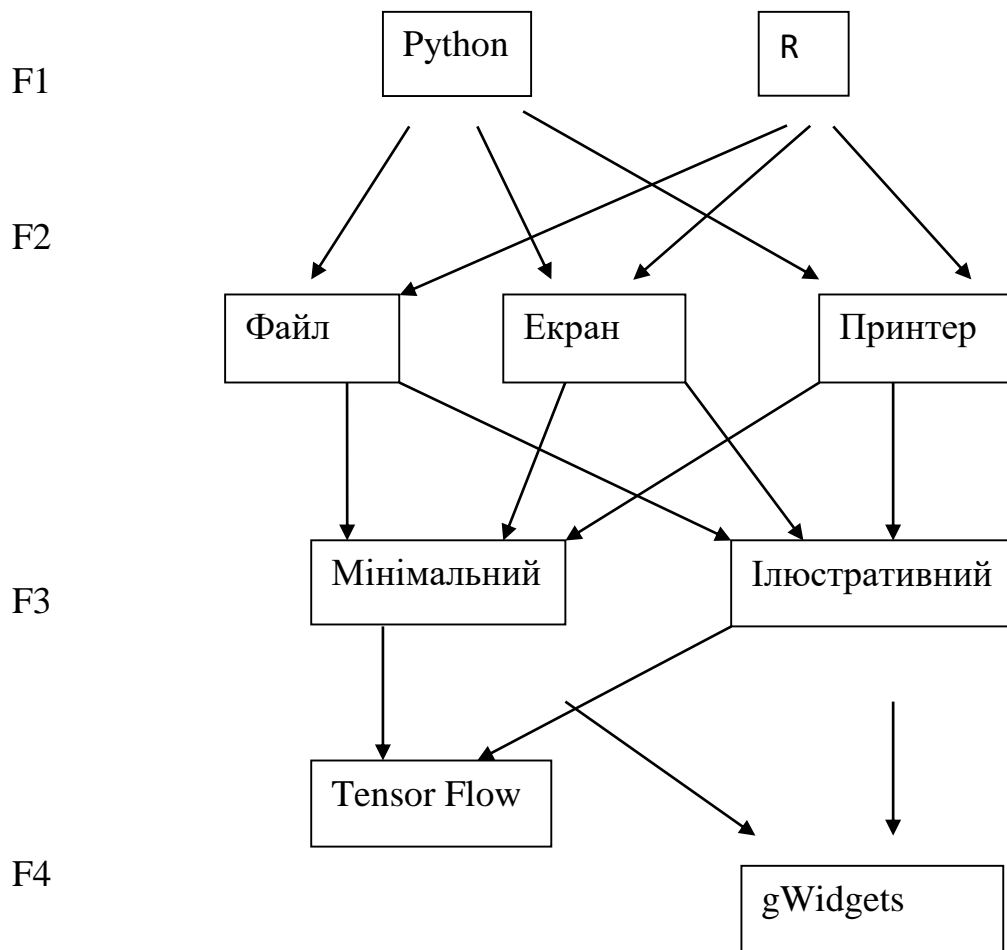 Python
R
F1
F2
Файл
Екран
Принтер
Мінімальний
Ілюстративний
F3
Tensor Flow
F4
gWidgets